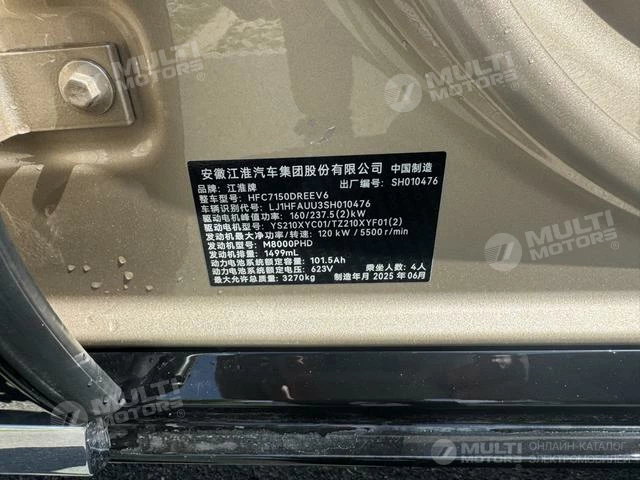 MULTI
MOTORS
MULTI
MOTORS
安徽江淮汽车集团股份有限公司 中国制造
品牌：江淮牌 出厂编号：SH010476
整车型号：HFC7150DREEV6
车辆识别代号：LJ1HFAUU3SH010476
驱动电机峰值功率：160/237.5(2)kW
驱动电机型号：YS210XYC01/TZ210XYF01(2)
发动机最大净功率/转速：120 kW/5500 r/min
发动机型号：M8000PHD
发动机排量：1499mL
动力电池系统额定容量：101.5Ah
动力电池系统额定电压：623V 乘坐人数：4人
最大允许总质量：3270kg 制造年月 2025 年06月
MULTI
MOTORS
MULTI
MOTORS
MULTI
MOTORS
ОНЛАЙН-КАТАЛОГ
ЭЛЕКТРОМОБИЛЕЙ